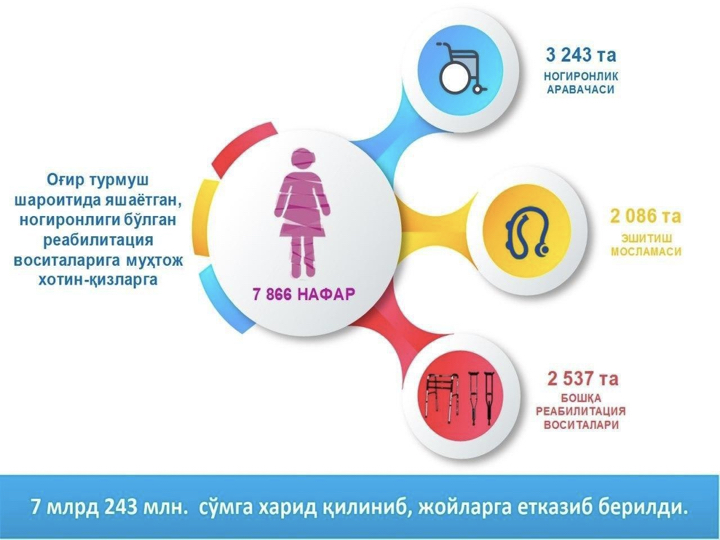 3 243 та
НОГИРОНЛИК
АРАВАЧАСИ
Оғир турмуш
шароитида яшаётган,
ногиронлиги бўлган
реабилитация
воситаларига муҳтож
хотин-қизларга
7 866 НАФАР
2 086 та
ЭШИТИШ
МОСЛАМАСИ
2 537 та
БОШҚА
РЕАБИЛИТАЦИЯ
ВОСИТАЛАРИ
7 млрд 243 млн. сўмга харид қилиниб, жойларга етказиб берилди.